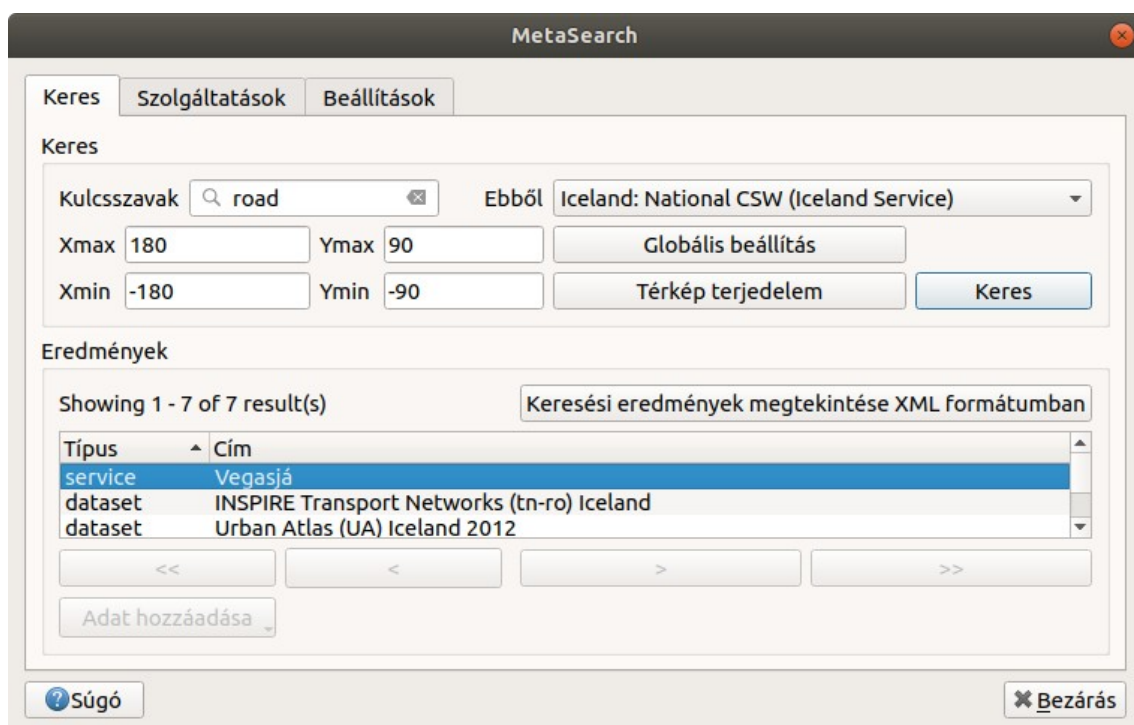 MetaSearch
Keres Szolgáltatások Beállítások
Keres
Kulcsszavak road Ebből Iceland: National CSW (Iceland Service)
Xmax 180 Ymax 90 Globális beállítás
Xmin -180 Ymin -90 Térkép terjedelem Keres
Eredmények
Showing 1 - 7 of 7 result(s) Keresési eredmények megtekintése XML formátumban
Típus Cím
service Vegasjá
dataset INSPIRE Transport Networks (tn-ro) Iceland
dataset Urban Atlas (UA) Iceland 2012
<< < > >>
Adat hozzáadása
Súgó Bezárás